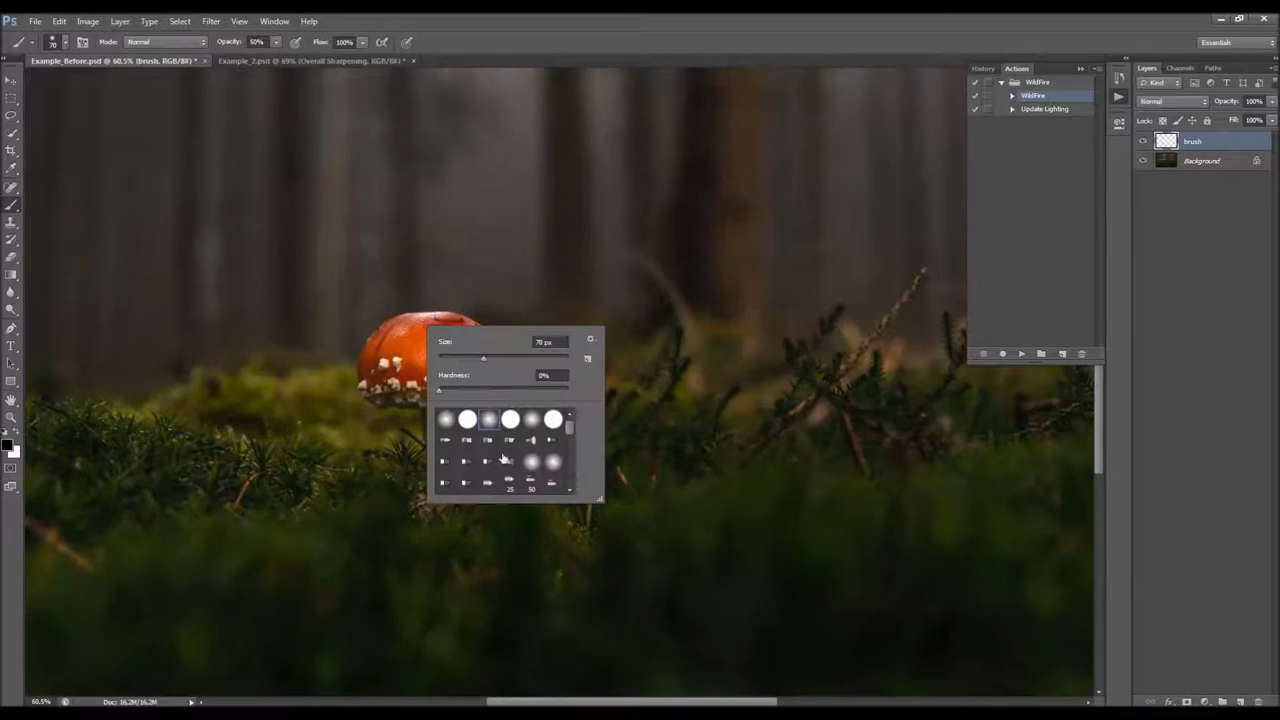 Ps File Edit Image Layer Type Select Filter View Window Help
70 Mode: Normal Opacity: 50% Flow: 100% Essentials
Example_Before.psd @ 60.5% (brush, RGB/8#) * × Example_2.psd @ 69% (Overall Sharpening, RGB/8#) * ×
History Actions
WildFire
WildFire
Update Lighting
Layers Channels Paths
Kind
Normal Opacity: 100%
Lock: Fill: 100%
brush
Background
Size: 70 px
Hardness: 0%
25 50
60.5% Doc: 16,2M/16,2M